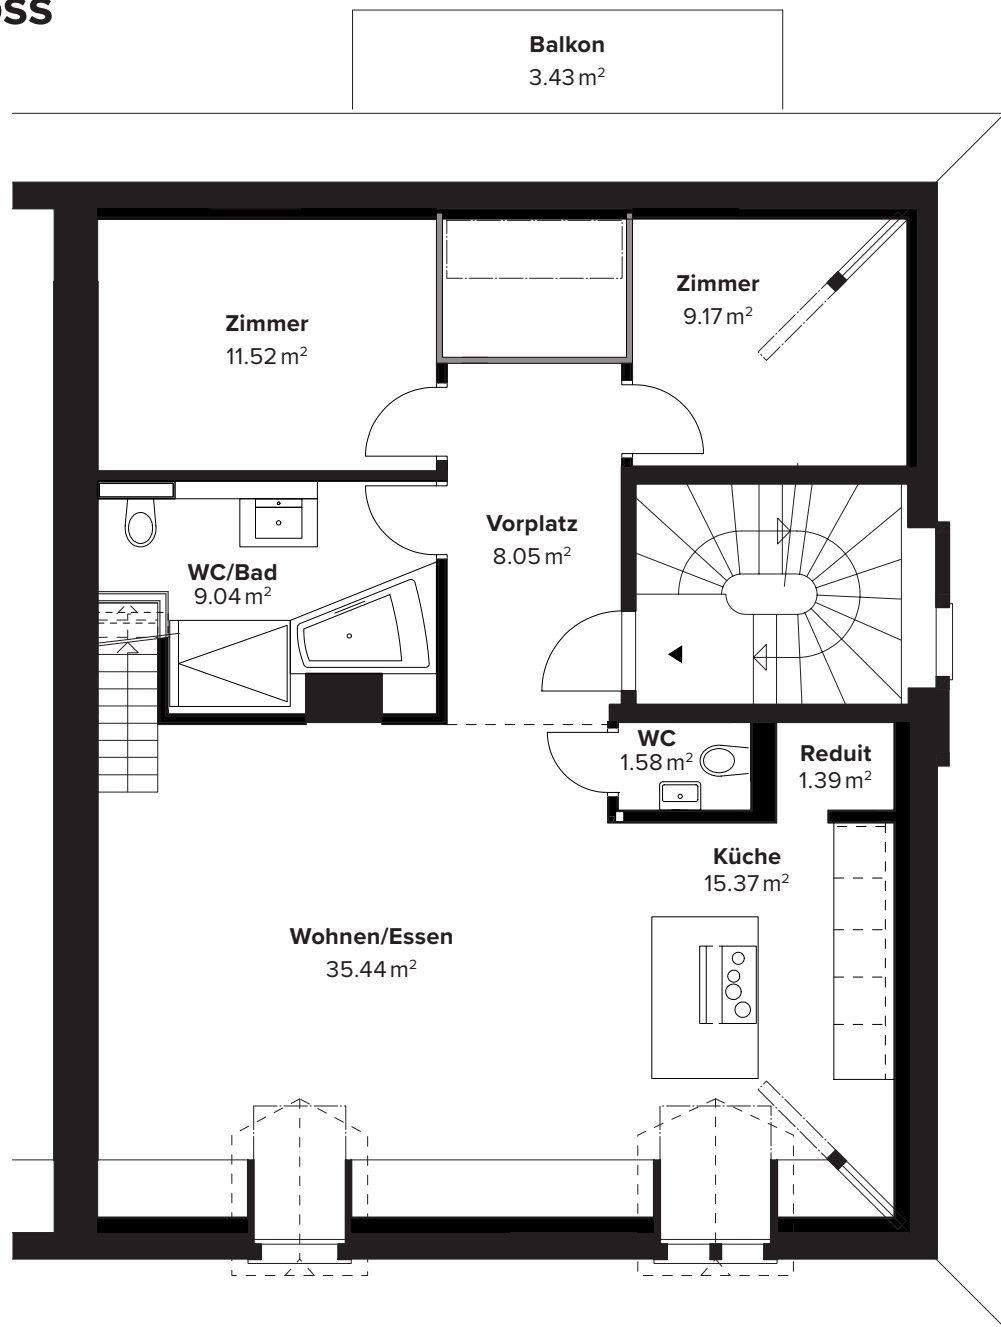 Balkon
3.43 m²
Zimmer
11.52 m²
Zimmer
9.17 m²
Vorplatz
8.05 m²
WC/Bad
9.04 m²
WC
1.58 m²
Reduit
1.39 m²
Küche
15.37 m²
Wohnen/Essen
35.44 m²